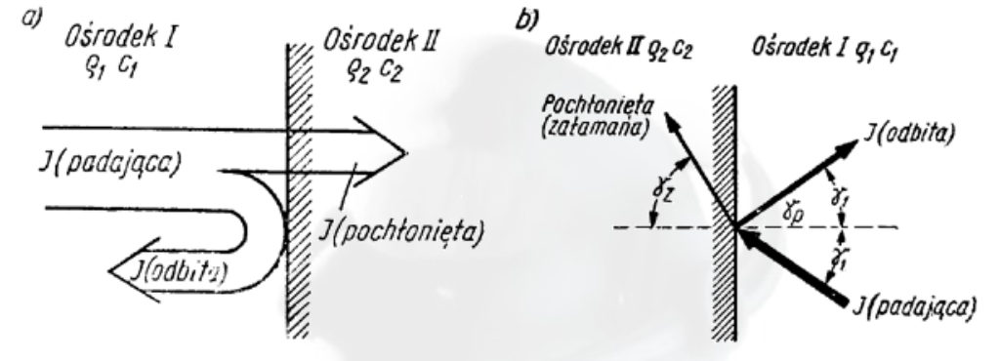 a)
Ośrodek I
ϱ₁ c₁
Ośrodek II
ϱ₂ c₂
J(padająca)
J(pochłonięta)
J(odbita)
b)
Ośrodek II ϱ₂ c₂
Ośrodek I ϱ₁ c₁
Pochłonięta
(załamana)
J(odbita)
γz
γ1
γp
γ1
J(padająca)